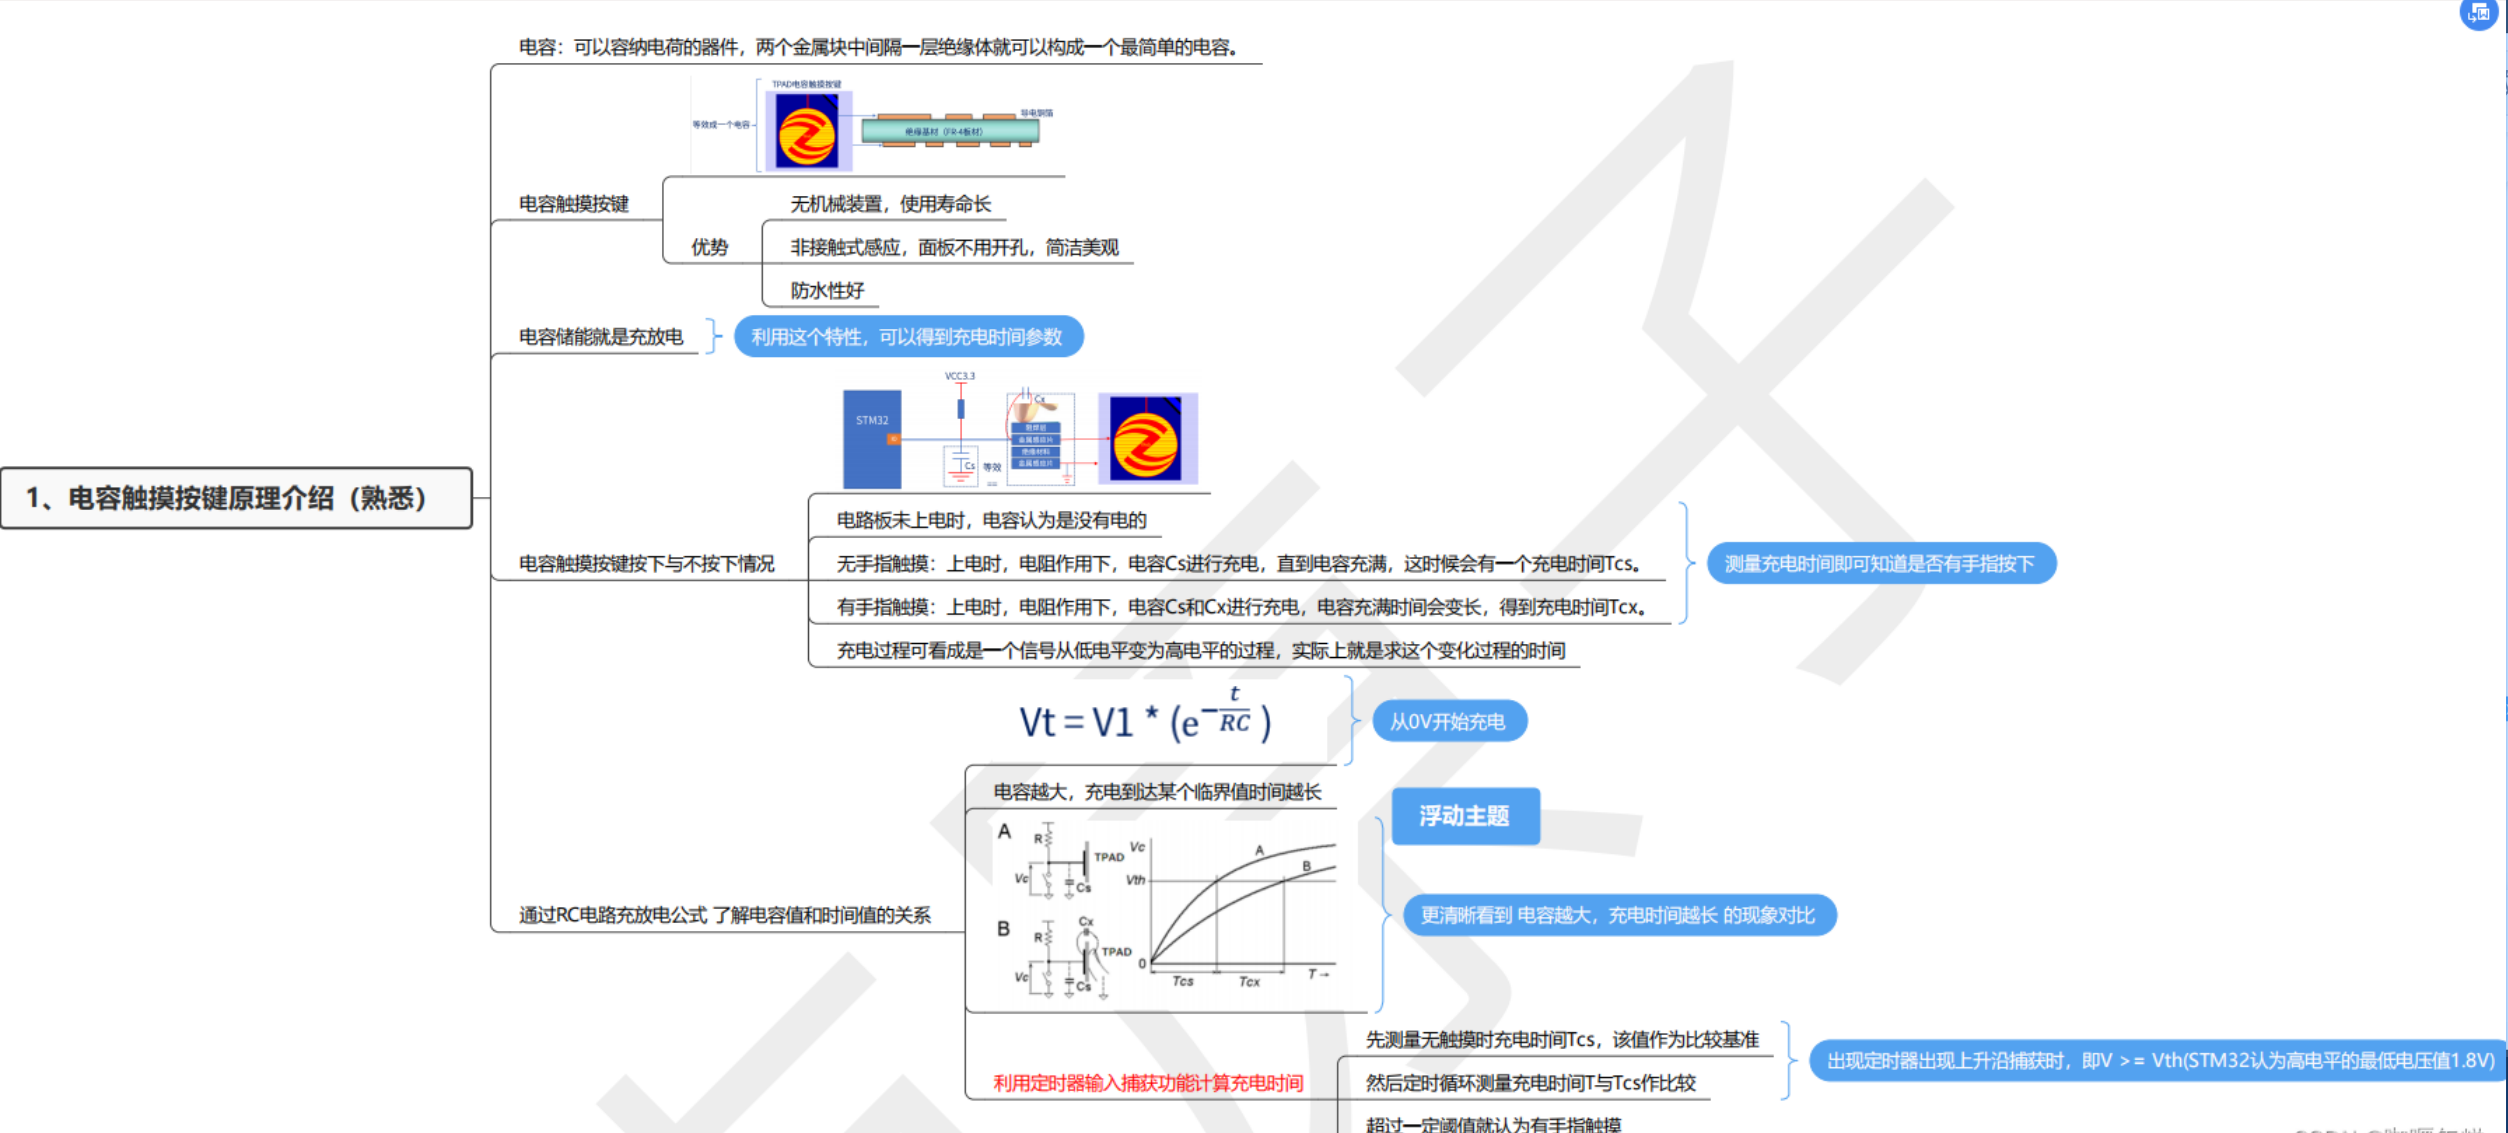 电容：可以容纳电荷的器件，两个金属块中间隔一层绝缘体就可以构成一个最简单的电容。
TPAD电容触摸按键
等效成一个电容
导电铜箔
绝缘基材（FR-4板材）
电容触摸按键
优势
无机械装置，使用寿命长
非接触式感应，面板不用开孔，简洁美观
防水性好
电容储能就是充放电
利用这个特性，可以得到充电时间参数
VCC3.3
STM32
IO
Cx
阻焊层
金属感应片
绝缘材料
金属感应片
Cs
等效
=
1、电容触摸按键原理介绍（熟悉）
电容触摸按键按下与不按下情况
电路板未上电时，电容认为是没有电的
无手指触摸：上电时，电阻作用下，电容Cs进行充电，直到电容充满，这时候会有一个充电时间Tcs。
有手指触摸：上电时，电阻作用下，电容Cs和Cx进行充电，电容充满时间会变长，得到充电时间Tcx。
测量充电时间即可知道是否有手指按下
充电过程可看成是一个信号从低电平变为高电平的过程，实际上就是求这个变化过程的时间
Vt = V1 * (e^{-\frac{t}{RC}})
从0V开始充电
电容越大，充电到达某个临界值时间越长
浮动主题
A
R
Vc
TPAD
Cs
B
R
Cx
Vc
TPAD
Cs
Vc
Vth
A
B
0
Tcs
Tcx
T→
通过RC电路充放电公式 了解电容值和时间值的关系
更清晰看到 电容越大，充电时间越长 的现象对比
利用定时器输入捕获功能计算充电时间
先测量无触摸时充电时间Tcs，该值作为比较基准
然后定时循环测量充电时间T与Tcs作比较
超过一定阈值就认为有手指触摸
出现定时器出现上升沿捕获时，即V >= Vth(STM32认为高电平的最低电压值1.8V)